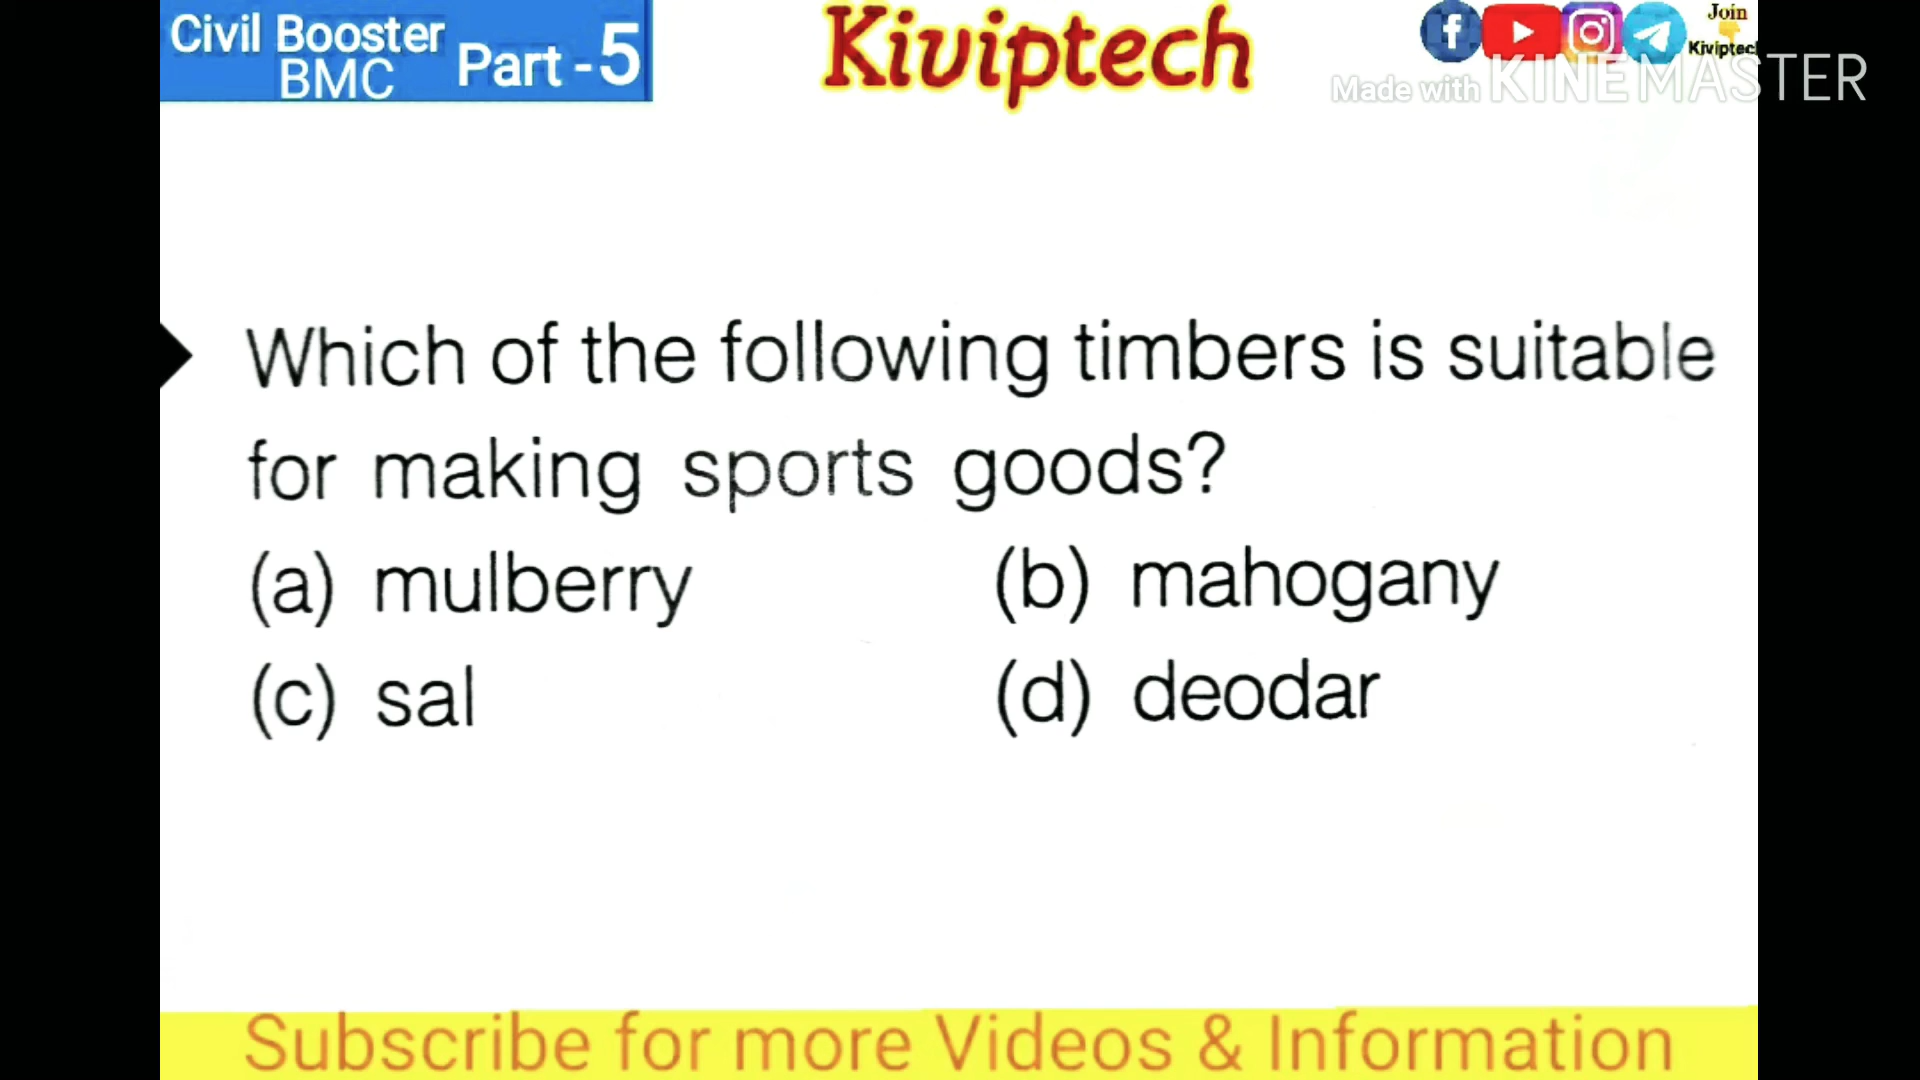 Civil Booster
BMC
Part - 5
Kiviptech
Join
Kiviptech
Made with KINEMASTER
Which of the following timbers is suitable
for making sports goods?
(a) mulberry (b) mahogany
(c) sal (d) deodar
Subscribe for more Videos & Information